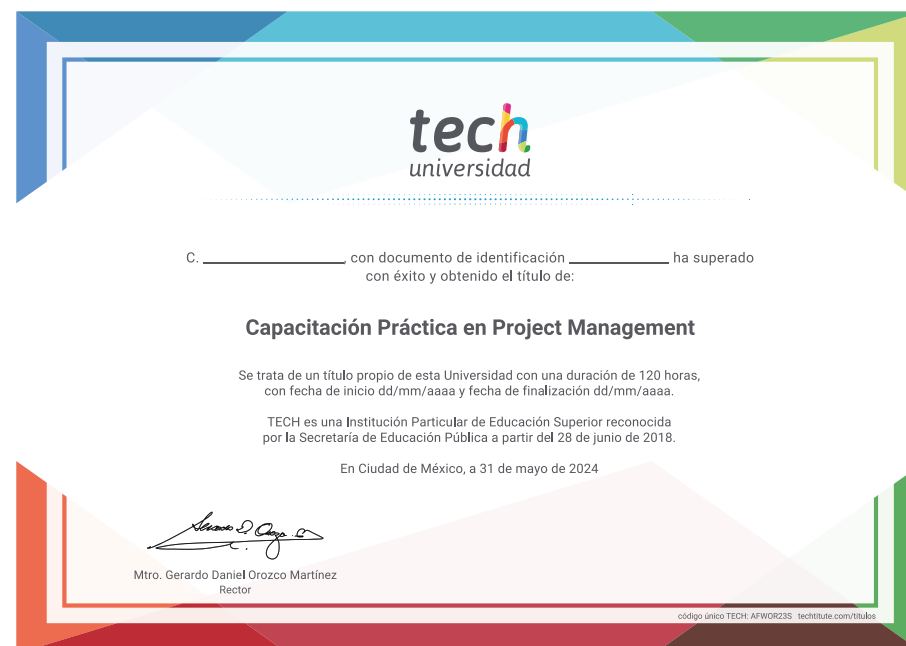 tech
universidad
C. ____________, con documento de identificación ____________ ha superado
con éxito y obtenido el título de:
Capacitación Práctica en Project Management
Se trata de un título propio de esta Universidad con una duración de 120 horas,
con fecha de inicio dd/mm/aaaa y fecha de finalización dd/mm/aaaa.
TECH es una Institución Particular de Educación Superior reconocida
por la Secretaría de Educación Pública a partir del 28 de junio de 2018.
En Ciudad de México, a 31 de mayo de 2024
Mtro. Gerardo Daniel Orozco Martínez
Rector
código único TECH: AFWOR23S techtitute.com/titulos